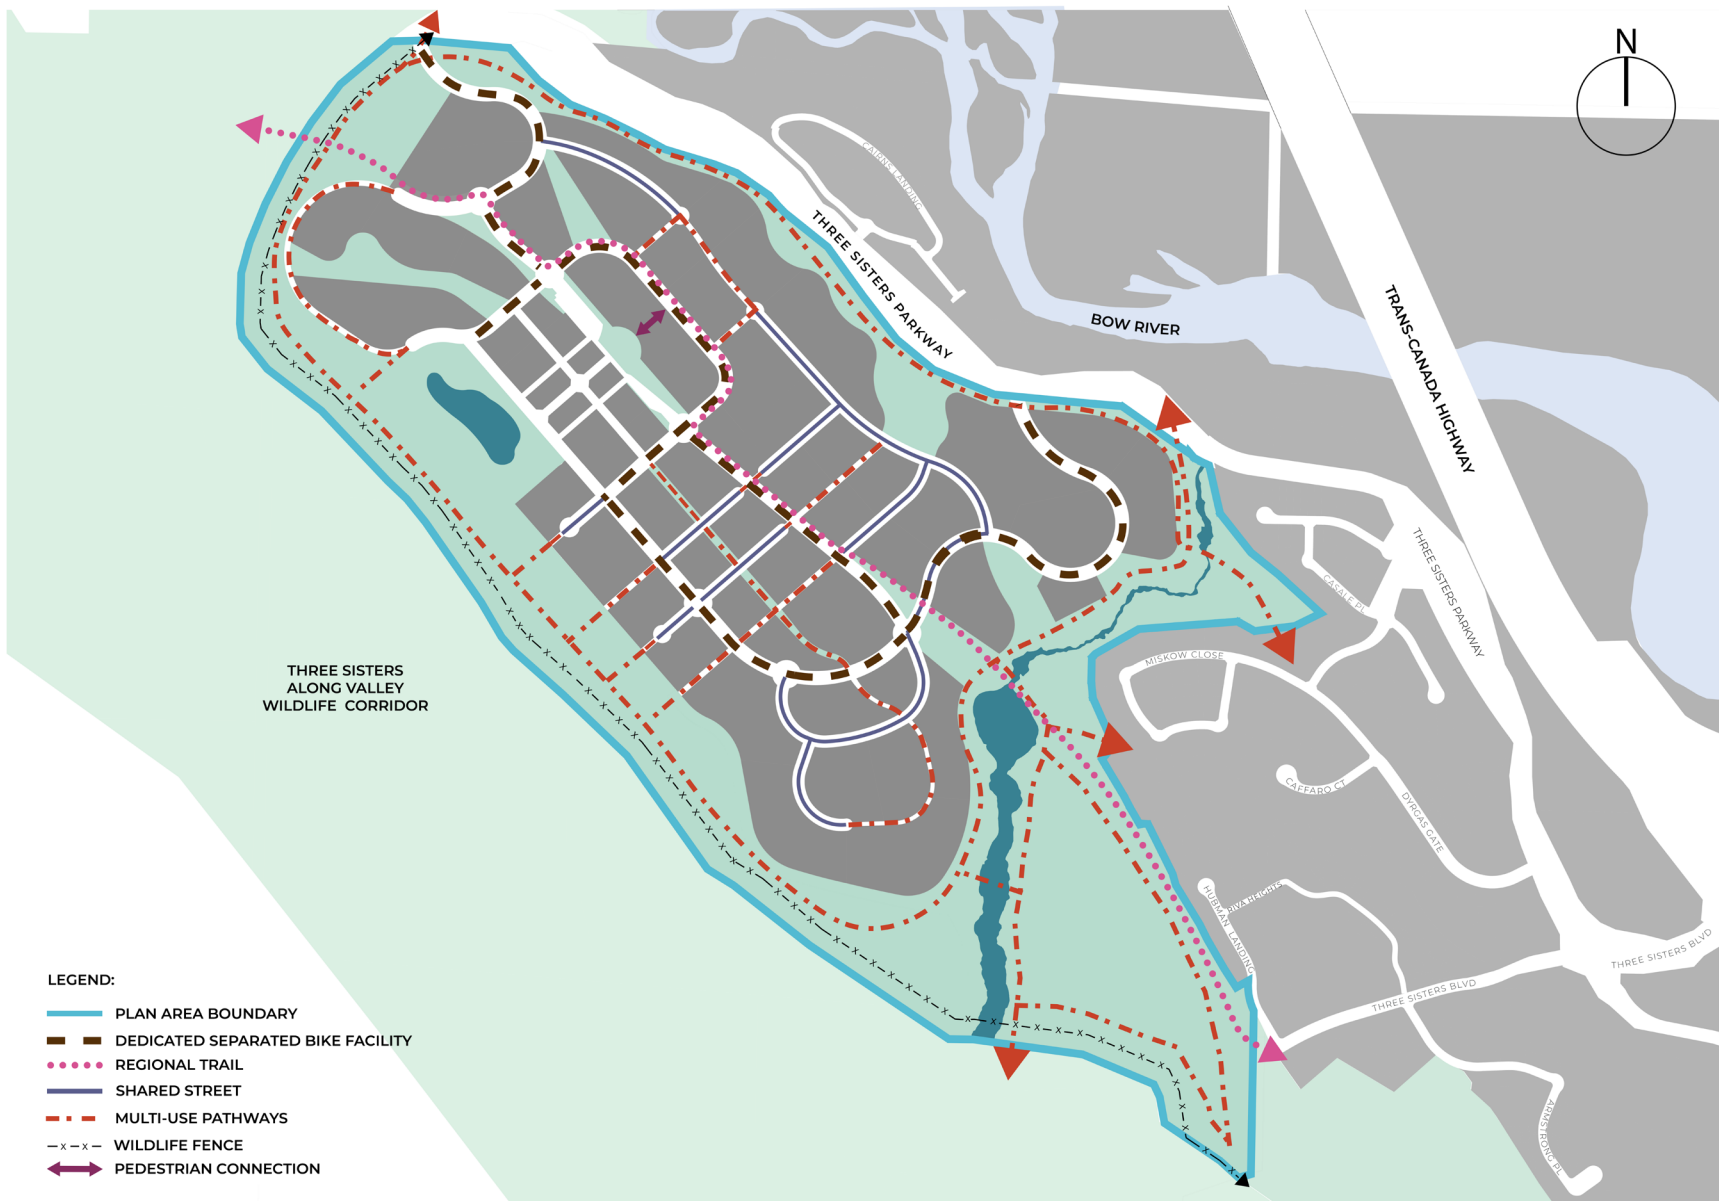 N
CAIRNS LANDING
THREE SISTERS PARKWAY
BOW RIVER
TRANS-CANADA HIGHWAY
THREE SISTERS PARKWAY
CASALE PL
MISKOW CLOSE
THREE SISTERS
ALONG VALLEY
WILDLIFE CORRIDOR
CAFFARO CT
DYRGAS GATE
RIVA HEIGHTS
HUBMAN LANDING
THREE SISTERS BLVD
THREE SISTERS BLVD
ARMSTRONG PL
LEGEND:
PLAN AREA BOUNDARY
DEDICATED SEPARATED BIKE FACILITY
REGIONAL TRAIL
SHARED STREET
MULTI-USE PATHWAYS
WILDLIFE FENCE
PEDESTRIAN CONNECTION